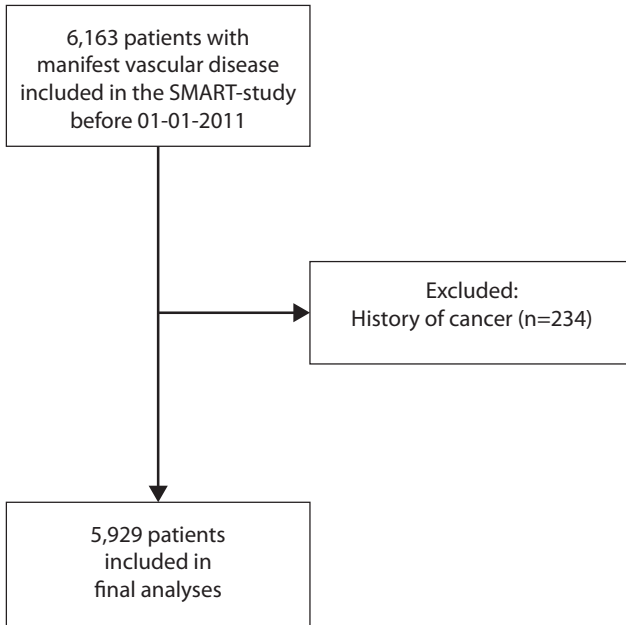 6,163 patients with
manifest vascular disease
included in the SMART-study
before 01-01-2011
Excluded:
History of cancer (n=234)
5,929 patients
included in
final analyses